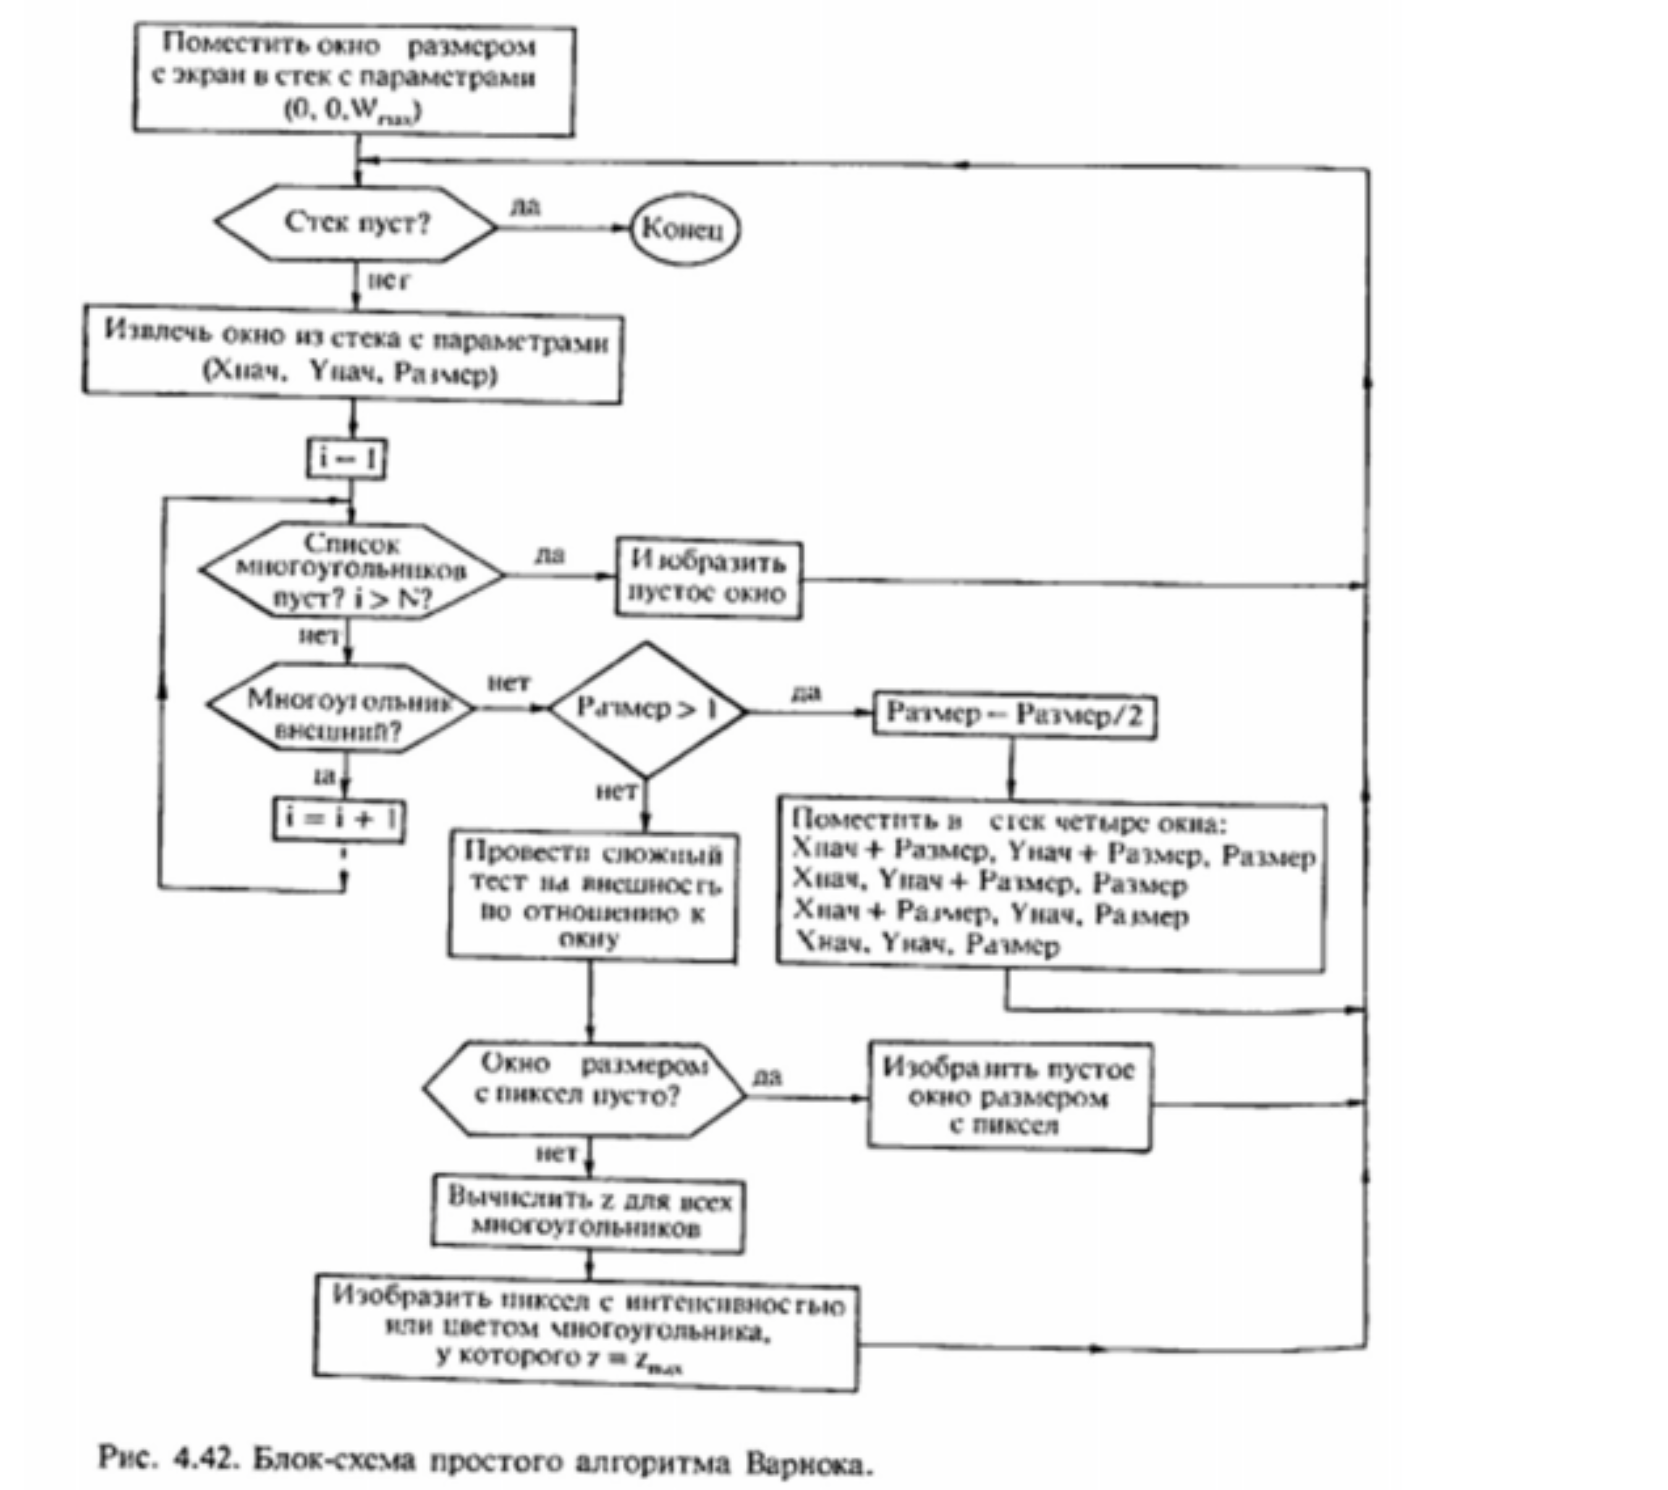 Поместить окно размером
с экран в стек с параметрами
(0, 0, Wmax)
Стек пуст?
да
Конец
нет
Извлечь окно из стека с параметрами
(Xнач, Yнач, Размер)
i = 1
Список
многоугольников
пуст? i > N?
да
Изобразить
пустое окно
нет
Многоугольник
внешний?
нет
Размер > 1
да
Размер = Размер/2
да
i = i + 1
нет
Провести сложный
тест на внешность
по отношению к
окну
Поместить в стек четыре окна:
Xнач + Размер, Yнач + Размер, Размер
Xнач, Yнач + Размер, Размер
Xнач + Размер, Yнач, Размер
Xнач, Yнач, Размер
Окно размером
с пиксел пусто?
да
Изобразить пустое
окно размером
с пиксел
нет
Вычислить z для всех
многоугольников
Изобразить пиксел с интенсивностью
или цветом многоугольника,
у которого z = zmax
Рис. 4.42. Блок-схема простого алгоритма Варнока.